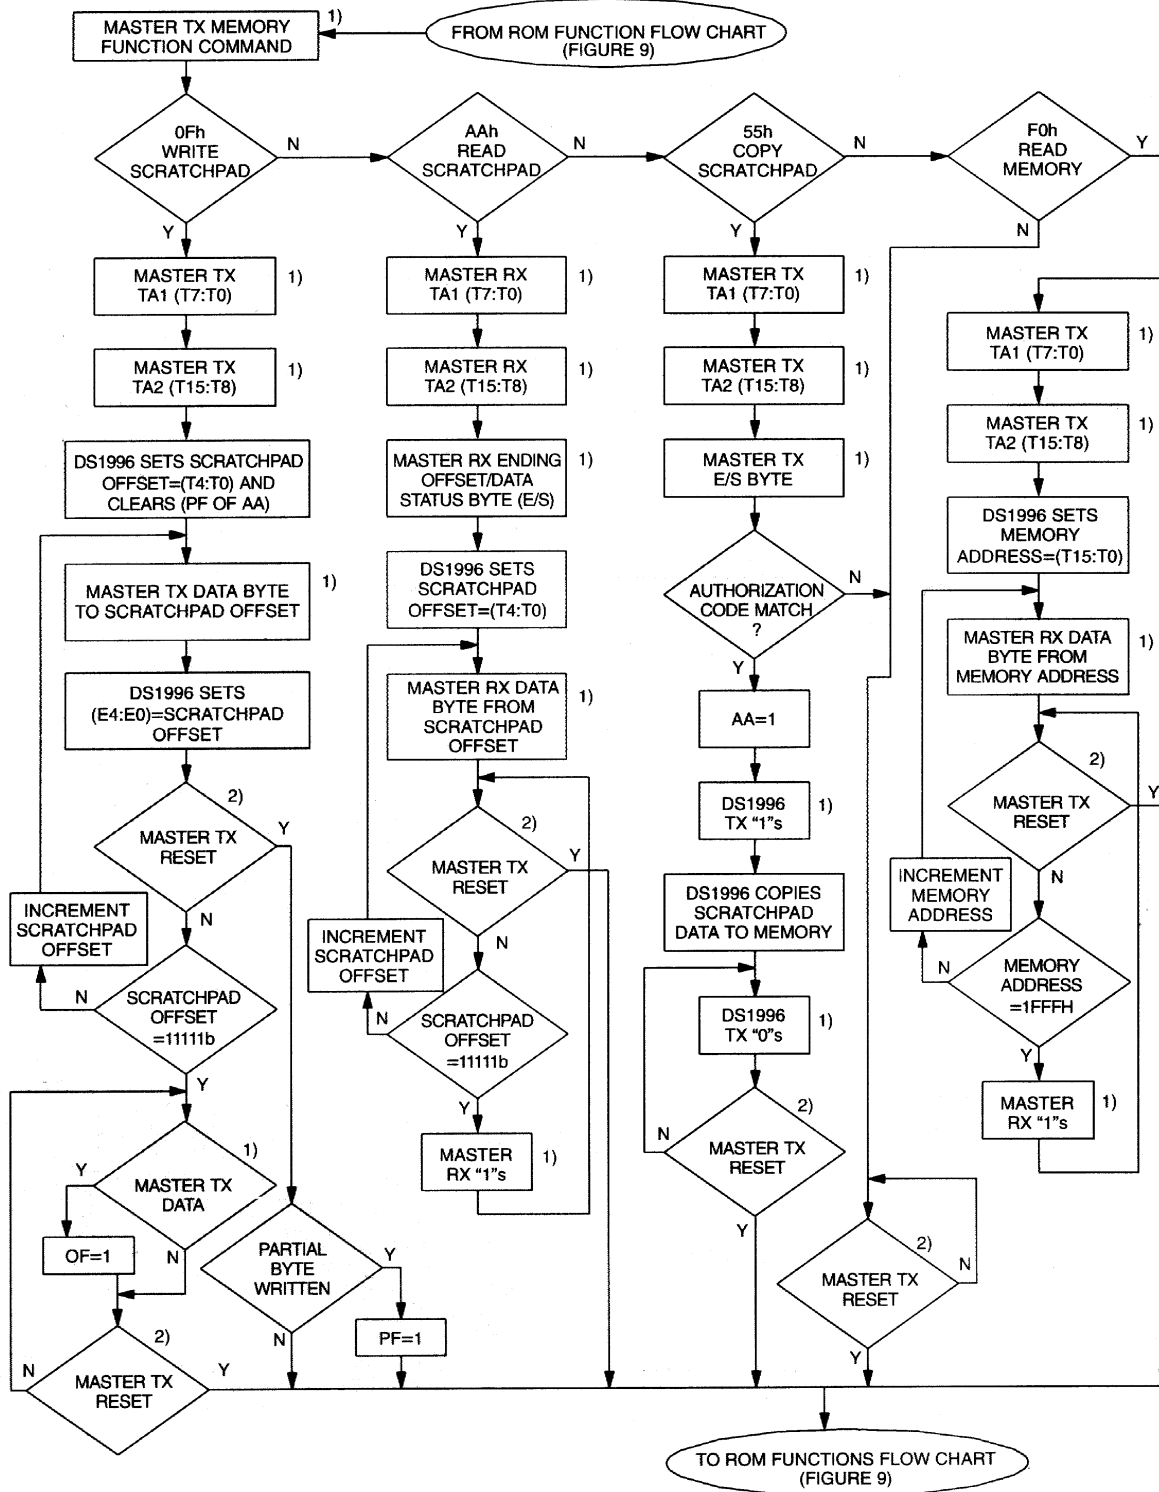 MASTER TX MEMORY
FUNCTION COMMAND
1)
FROM ROM FUNCTION FLOW CHART
(FIGURE 9)
0Fh
WRITE
SCRATCHPAD
N
Y
AAh
READ
SCRATCHPAD
N
Y
55h
COPY
SCRATCHPAD
N
Y
F0h
READ
MEMORY
Y
N
MASTER TX
TA1 (T7:T0)
1)
MASTER TX
TA2 (T15:T8)
1)
DS1996 SETS SCRATCHPAD
OFFSET=(T4:T0) AND
CLEARS (PF OF AA)
MASTER TX DATA BYTE
TO SCRATCHPAD OFFSET
1)
DS1996 SETS
(E4:E0)=SCRATCHPAD
OFFSET
2)
MASTER TX
RESET
Y
N
INCREMENT
SCRATCHPAD
OFFSET
N
SCRATCHPAD
OFFSET
=11111b
Y
1)
Y
MASTER TX
DATA
N
OF=1
2)
N
MASTER TX
RESET
Y
PARTIAL
BYTE
WRITTEN
Y
N
PF=1
MASTER RX
TA1 (T7:T0)
1)
MASTER RX
TA2 (T15:T8)
1)
MASTER RX ENDING
OFFSET/DATA
STATUS BYTE (E/S)
1)
DS1996 SETS
SCRATCHPAD
OFFSET=(T4:T0)
MASTER RX DATA
BYTE FROM
SCRATCHPAD
OFFSET
1)
2)
MASTER TX
RESET
Y
N
INCREMENT
SCRATCHPAD
OFFSET
N
SCRATCHPAD
OFFSET
=11111b
Y
MASTER
RX “1”s
1)
MASTER TX
TA1 (T7:T0)
1)
MASTER TX
TA2 (T15:T8)
1)
MASTER TX
E/S BYTE
1)
AUTHORIZATION
CODE MATCH
?
N
Y
AA=1
DS1996
TX “1”s
1)
DS1996 COPIES
SCRATCHPAD
DATA TO MEMORY
DS1996
TX “0”s
1)
2)
N
MASTER TX
RESET
Y
2)
MASTER TX
RESET
N
Y
MASTER TX
TA1 (T7:T0)
1)
MASTER TX
TA2 (T15:T8)
1)
DS1996 SETS
MEMORY
ADDRESS=(T15:T0)
MASTER RX DATA
BYTE FROM
MEMORY ADDRESS
1)
2)
MASTER TX
RESET
Y
N
INCREMENT
MEMORY
ADDRESS
N
MEMORY
ADDRESS
=1FFFH
Y
MASTER
RX “1”s
1)
TO ROM FUNCTIONS FLOW CHART
(FIGURE 9)